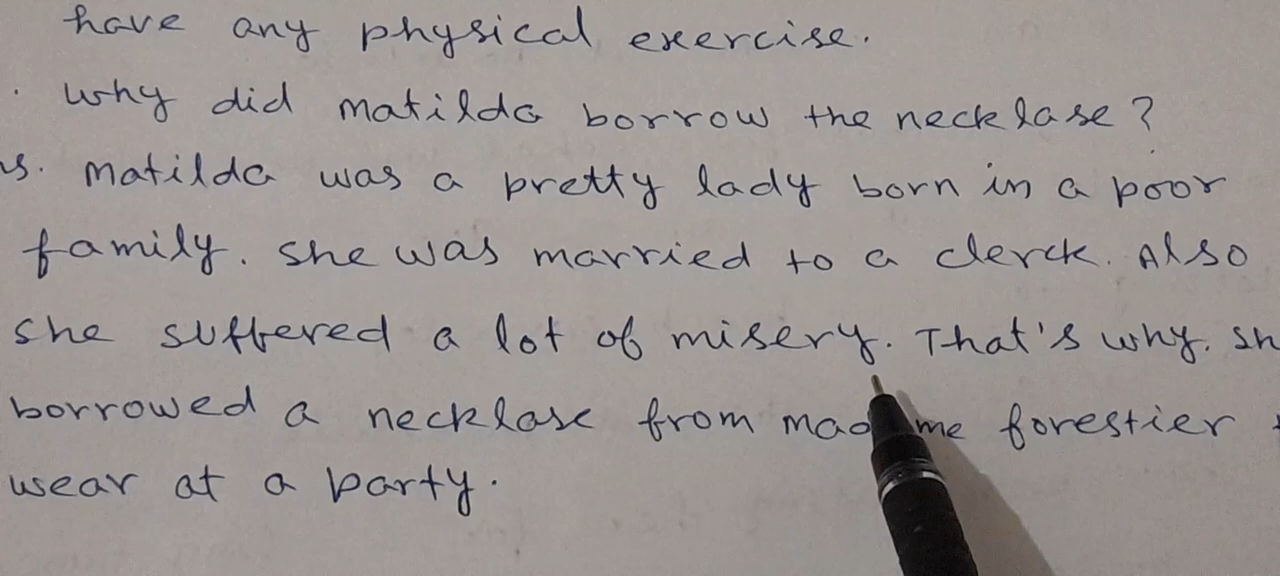 have any physical exercise.
. Why did matilda borrow the necklase?
s. matilda was a pretty lady born in a poor
family. She was married to a clerck. Also
she suffered a lot of misery. That's why, sh
borrowed a necklase from madame forestier
wear at a party.